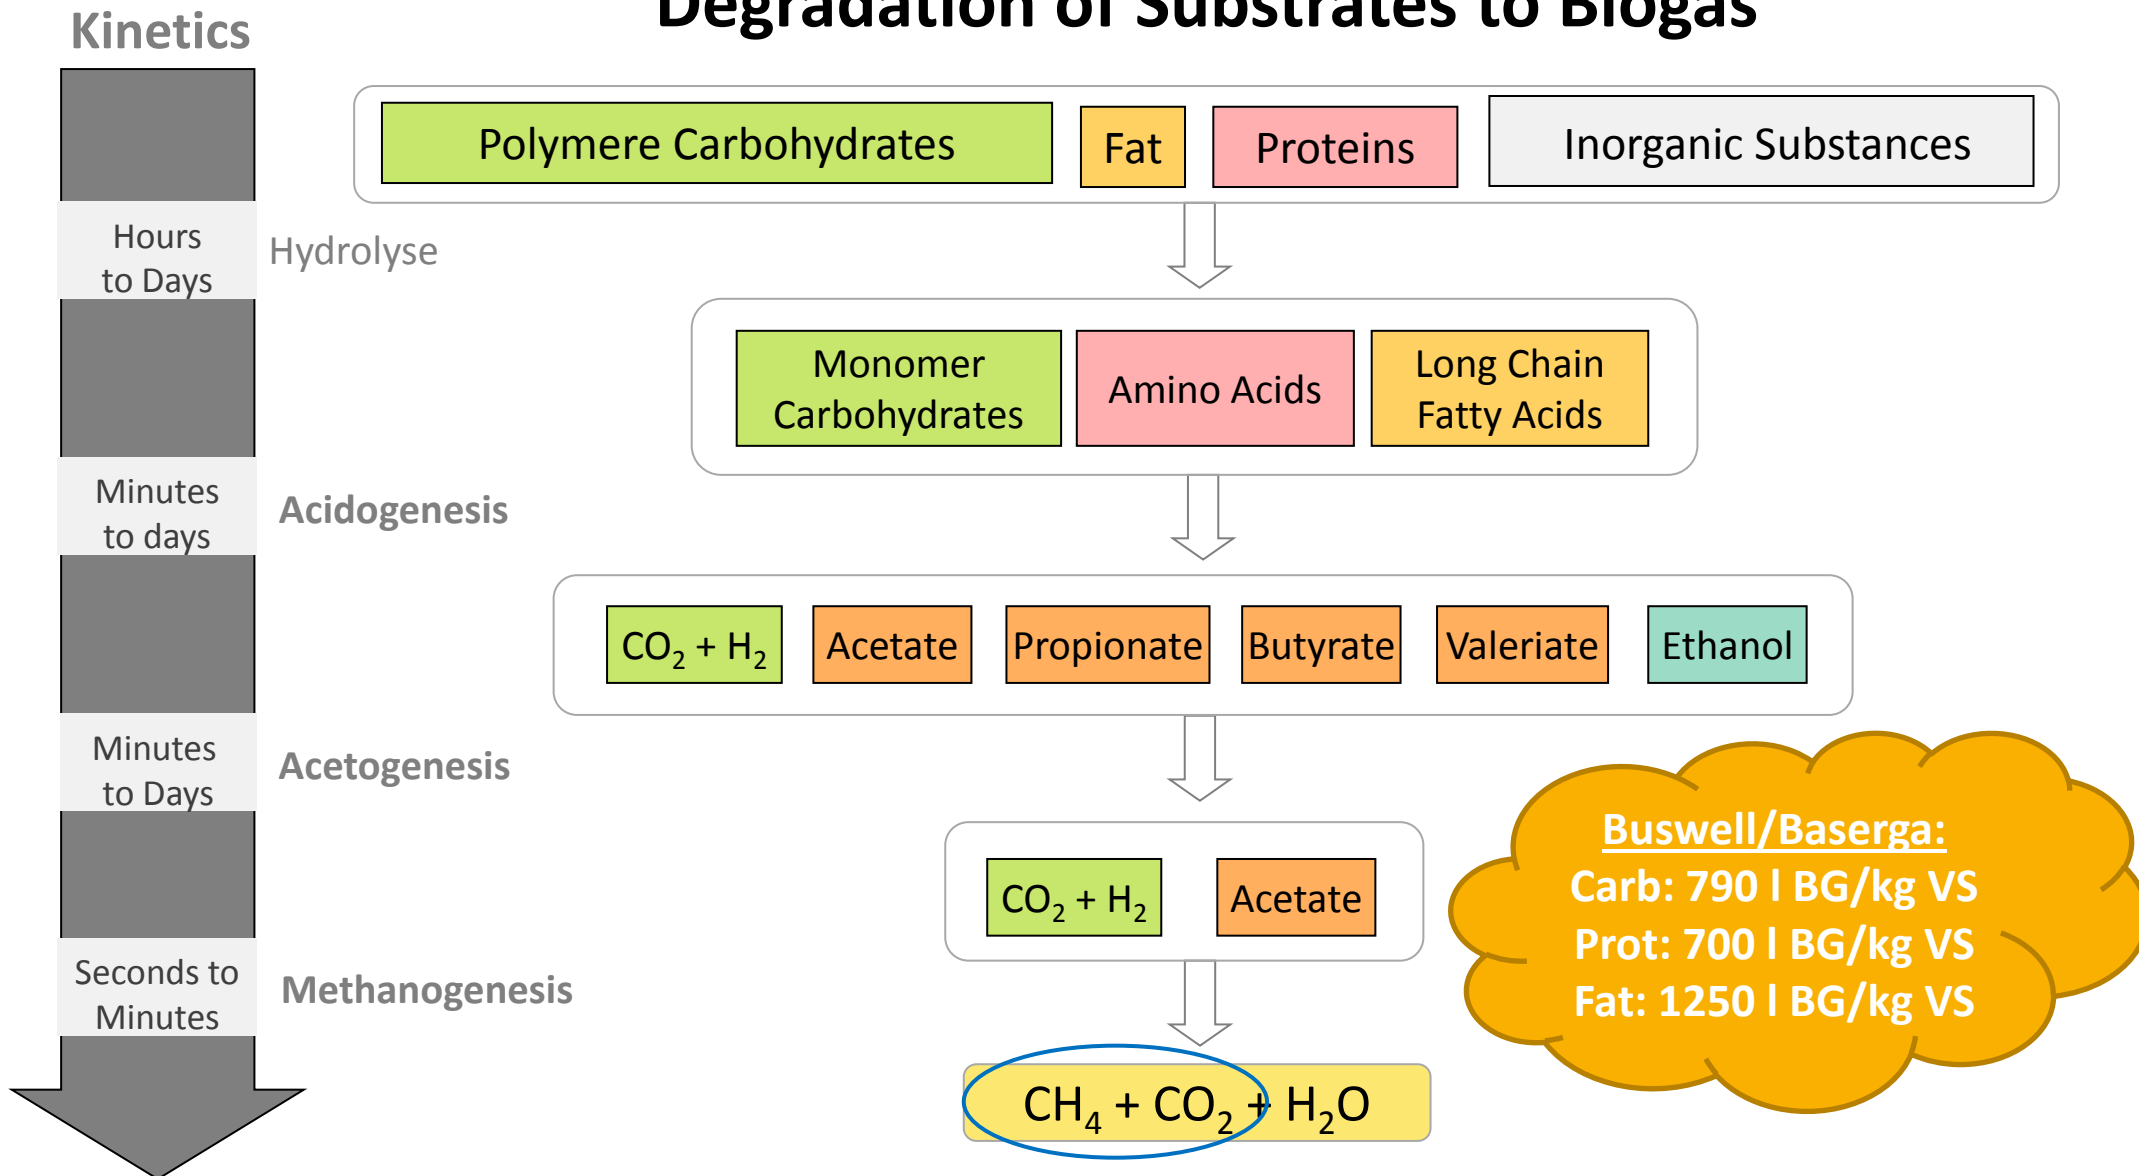 Degradation of Substrates to Biogas
Kinetics
Polymere Carbohydrates
Fat
Proteins
Inorganic Substances
Hours
to Days
Hydrolyse
Monomer
Carbohydrates
Amino Acids
Long Chain
Fatty Acids
Minutes
to days
Acidogenesis
CO₂ + H₂
Acetate
Propionate
Butyrate
Valeriate
Ethanol
Minutes
to Days
Acetogenesis
CO₂ + H₂
Acetate
Buswell/Baserga:
Carb: 790 l BG/kg VS
Prot: 700 l BG/kg VS
Fat: 1250 l BG/kg VS
Seconds to
Minutes
Methanogenesis
CH₄ + CO₂ + H₂O